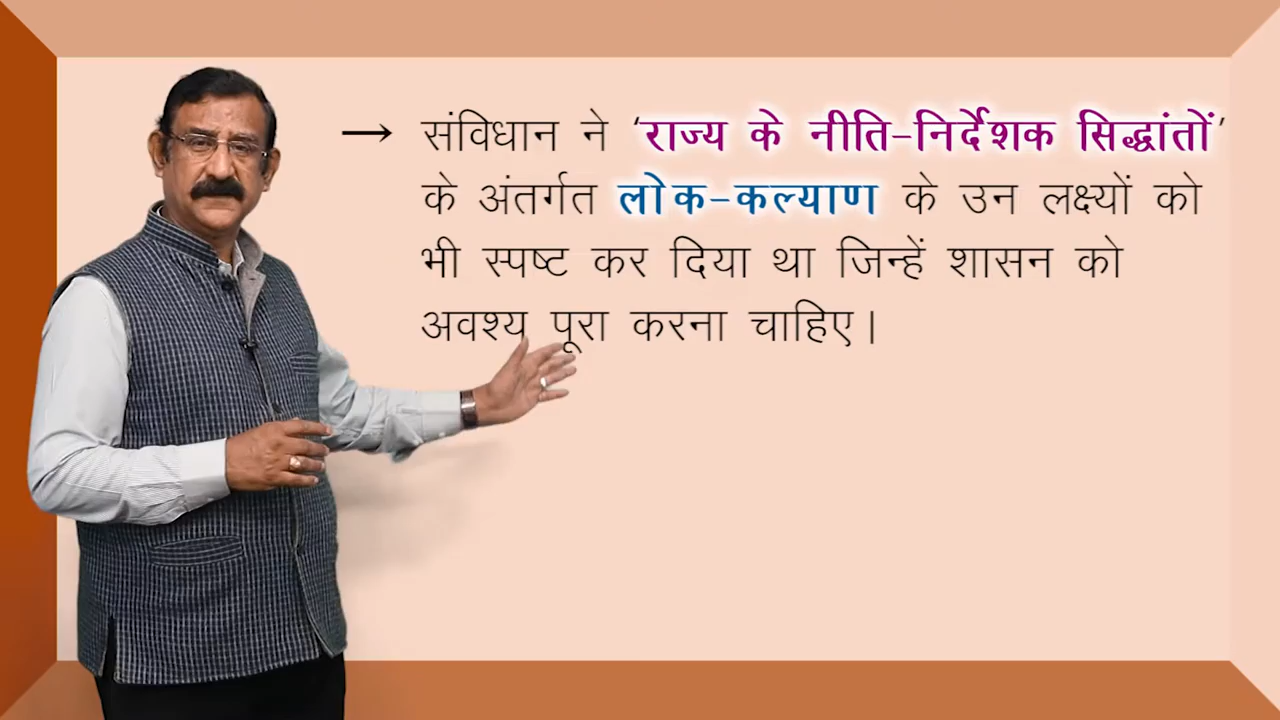 → संविधान ने ‘राज्य के नीति-निर्देशक सिद्धांतों’
के अंतर्गत लोक-कल्याण के उन लक्ष्यों को
भी स्पष्ट कर दिया था जिन्हें शासन को
अवश्य पूरा करना चाहिए।